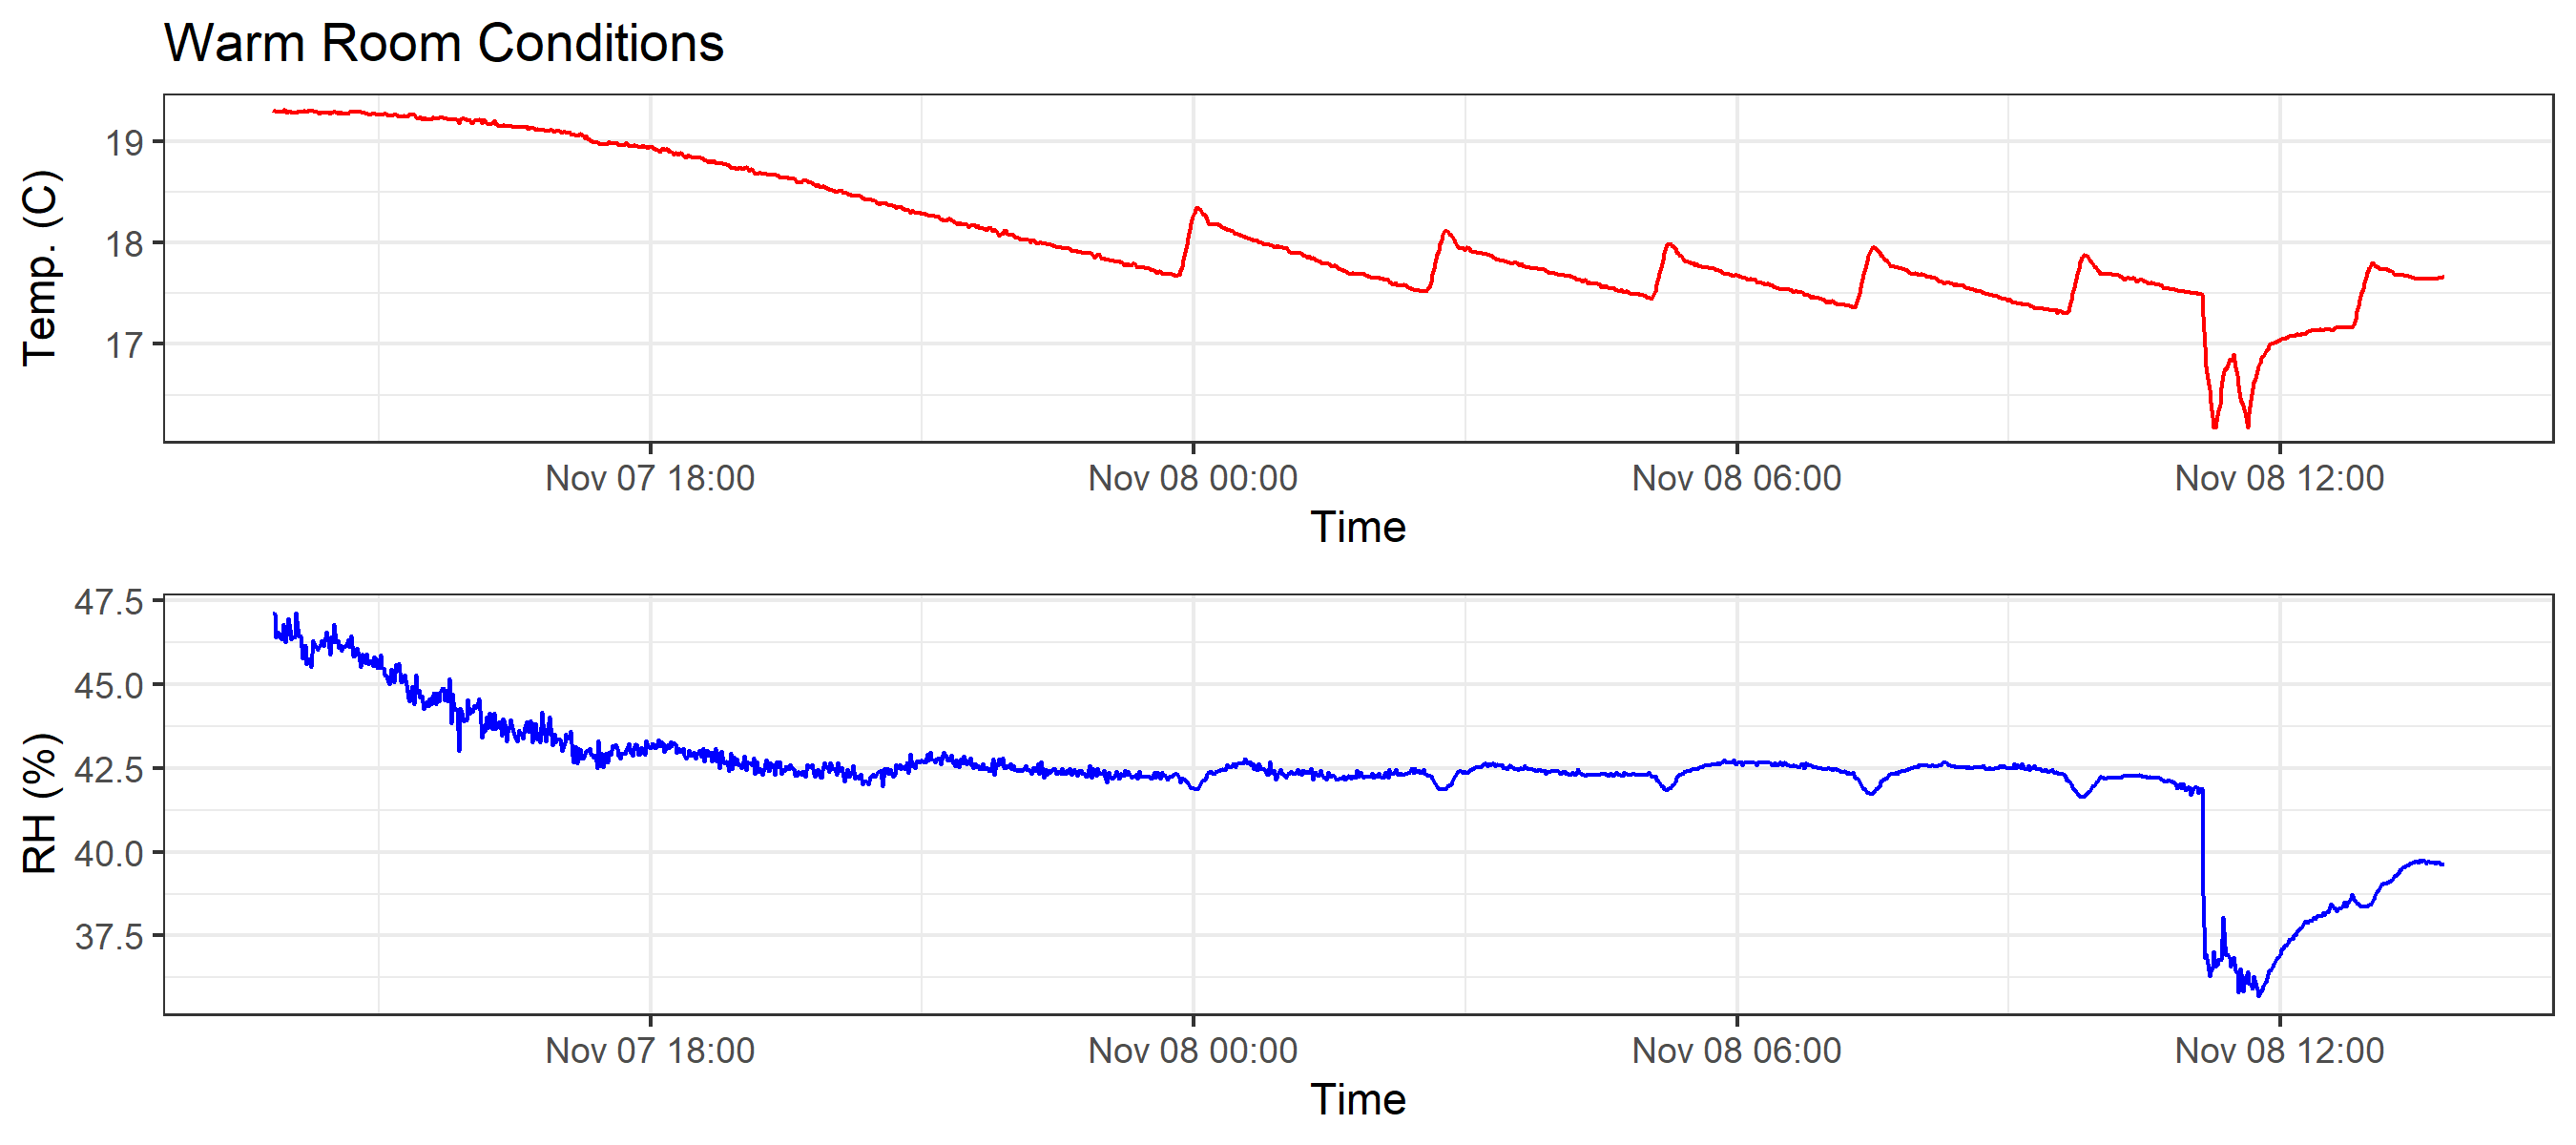 Warm Room Conditions
19
18
17
Temp. (C)
Nov 07 18:00 Nov 08 00:00 Nov 08 06:00 Nov 08 12:00
Time
47.5
45.0
42.5
40.0
37.5
RH (%)
Nov 07 18:00 Nov 08 00:00 Nov 08 06:00 Nov 08 12:00
Time